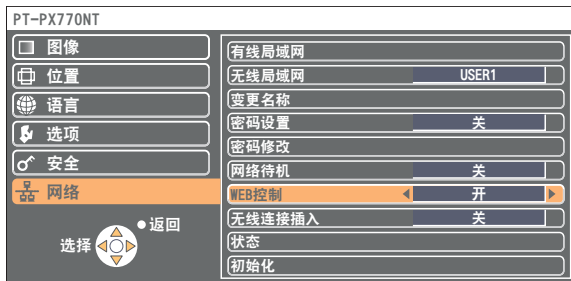 PT-PX770NT
图像
位置
语言
选项
安全
网络
返回
选择
有线局域网
无线局域网 USER1
变更名称
密码设置 关
密码修改
网络待机 关
WEB控制 开
无线连接插入 关
状态
初始化